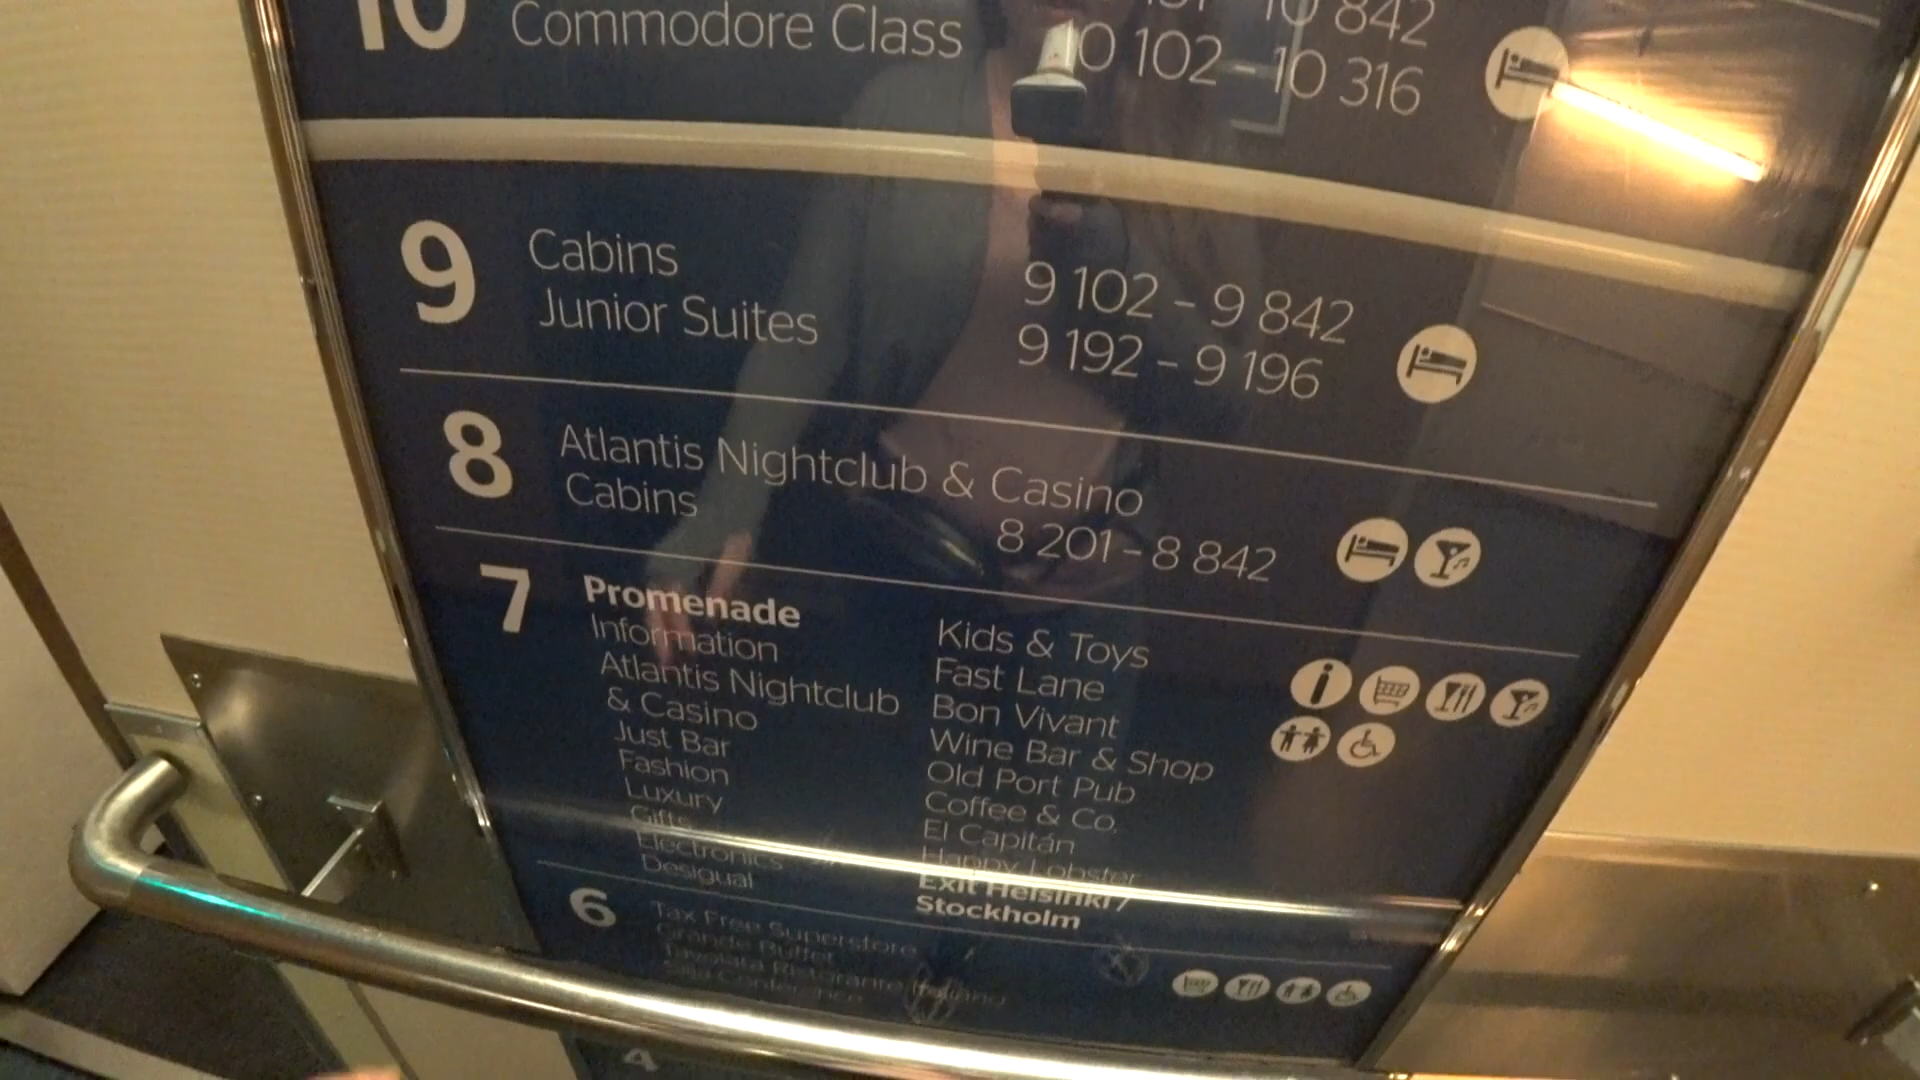 10 Commodore Class
10 842
10 102 - 10 316
9 Cabins 9 102 - 9 842
Junior Suites 9 192 - 9 196
8 Atlantis Nightclub & Casino
Cabins 8 201 - 8 842
7 Promenade
Information
Atlantis Nightclub
& Casino
Just Bar
Fashion
Luxury
Gifts
Electronics
Desigual
Kids & Toys
Fast Lane
Bon Vivant
Wine Bar & Shop
Old Port Pub
Coffee & Co.
El Capitán
Happy Lobster
Exit Helsinki /
Stockholm
6 Tax Free Superstore
Grande Buffet
Tavolàta Ristorante Italiano
Conference
4